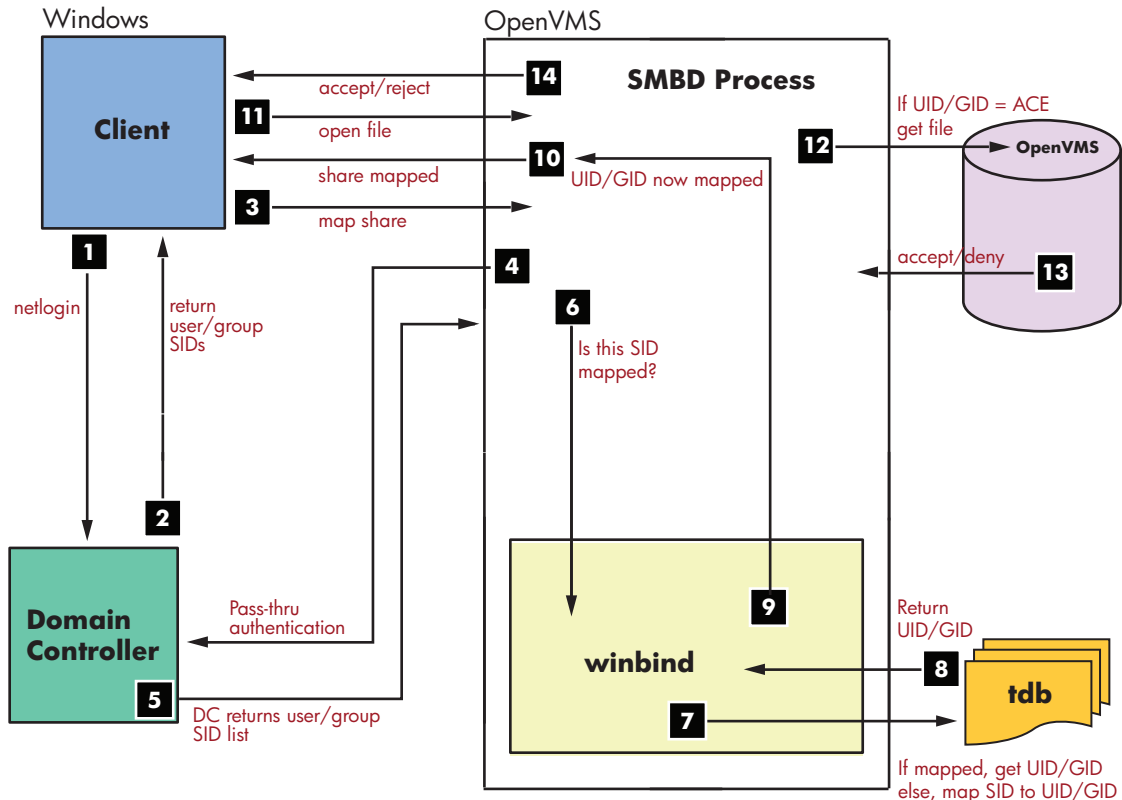 Windows
OpenVMS
14
SMBD Process
accept/reject
If UID/GID = ACE
get file
Client
11
open file
12
OpenVMS
10
share mapped
UID/GID now mapped
3
map share
1
4
accept/deny
13
netlogin
return
user/group
SIDs
6
Is this SID
mapped?
2
Domain
Controller
Pass-thru
authentication
9
Return
UID/GID
winbind
8
tdb
5
DC returns user/group
SID list
7
If mapped, get UID/GID
else, map SID to UID/GID